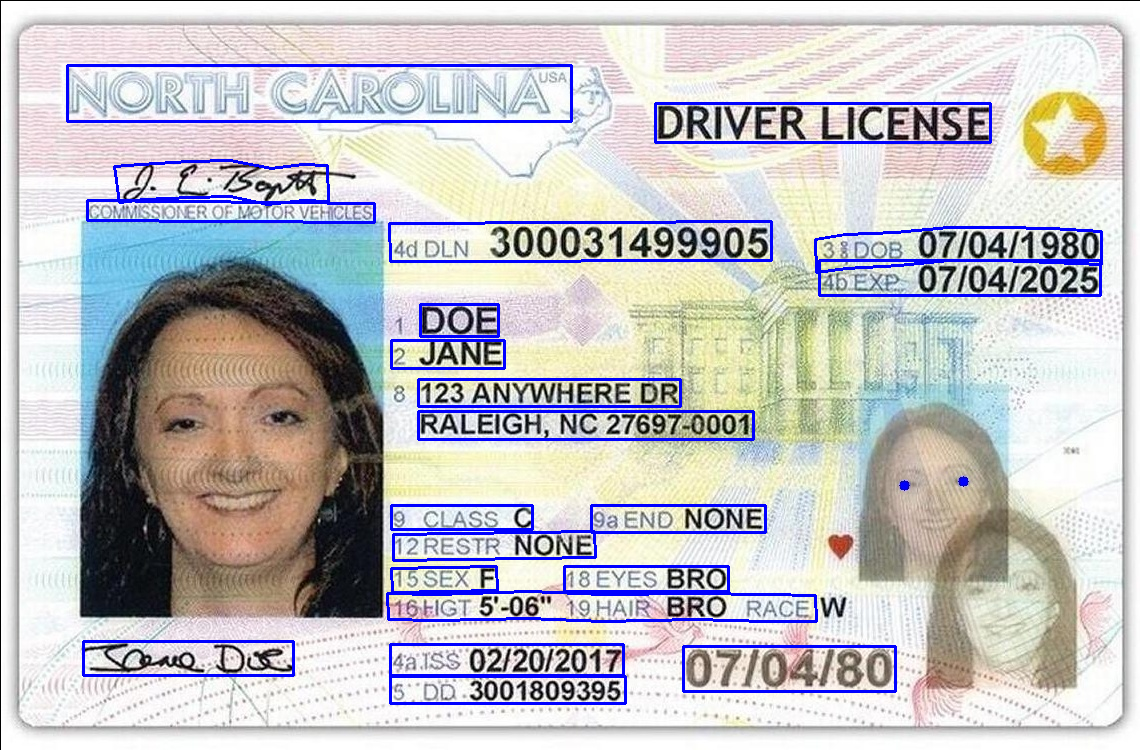 NORTH CAROLINA USA
DRIVER LICENSE
COMMISSIONER OF MOTOR VEHICLES
4d DLN 300031499905
3 DOB 07/04/1980
4b EXP 07/04/2025
1 DOE
2 JANE
8 123 ANYWHERE DR
RALEIGH, NC 27697-0001
9 CLASS C 9a END NONE
12 RESTR NONE
15 SEX F 18 EYES BRO
16 HGT 5'-06" 19 HAIR BRO RACE W
Jane Doe
4a ISS 02/20/2017
5 DD 3001809395
07/04/80